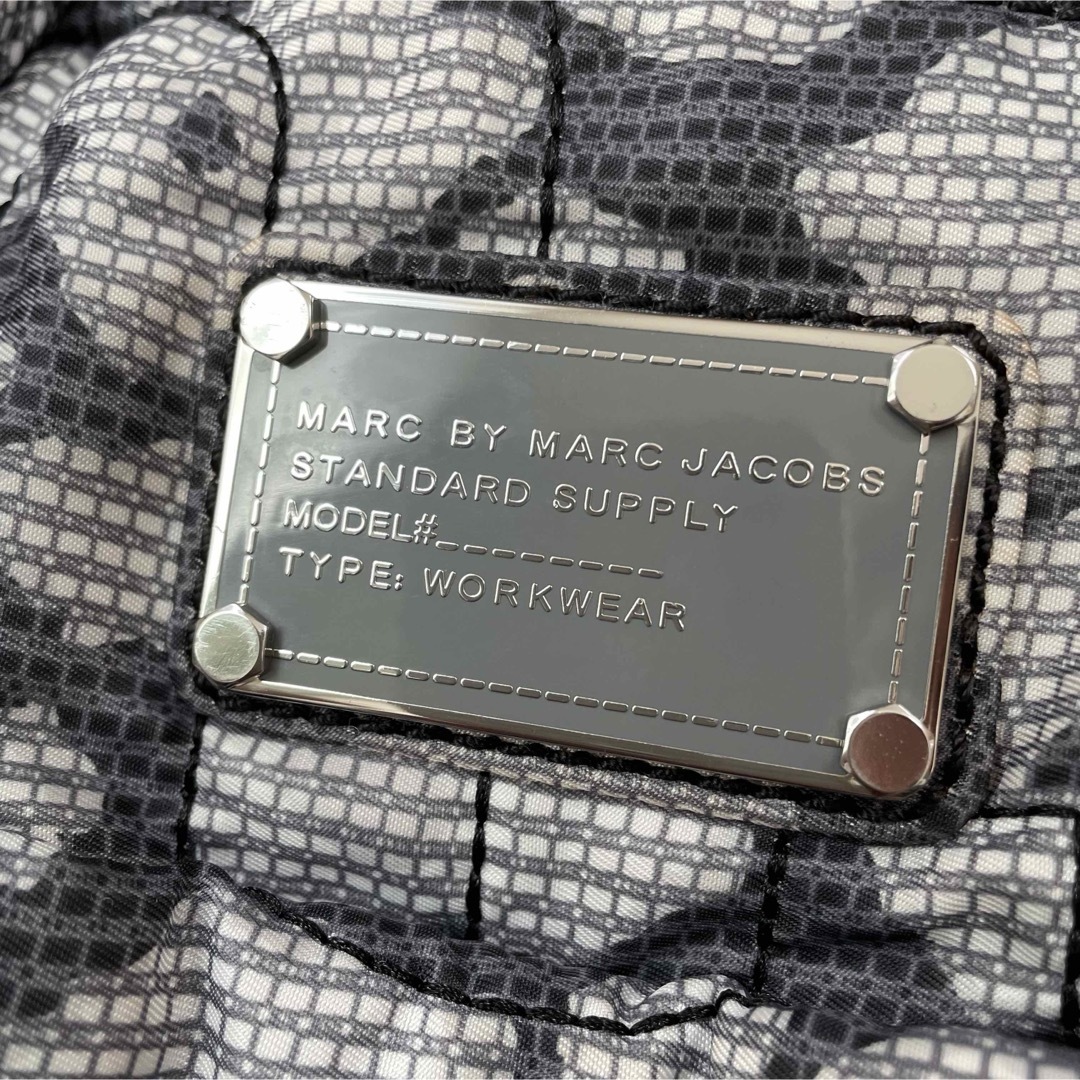 MARC BY MARC JACOBS
STANDARD SUPPLY
MODEL#________
TYPE: WORKWEAR